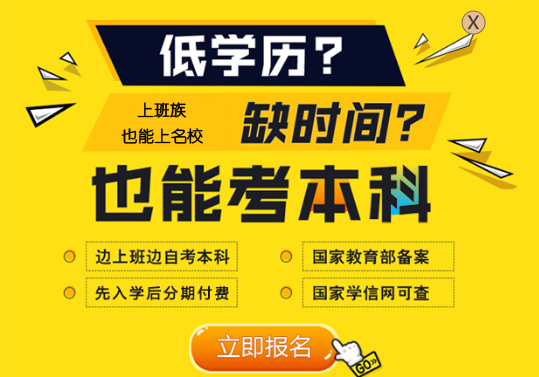 X
低学历?
上班族
也能上名校
缺时间?
也能考本科
边上班边自考本科
国家教育部备案
先入学后分期付费
国家学信网可查
立即报名
GO»